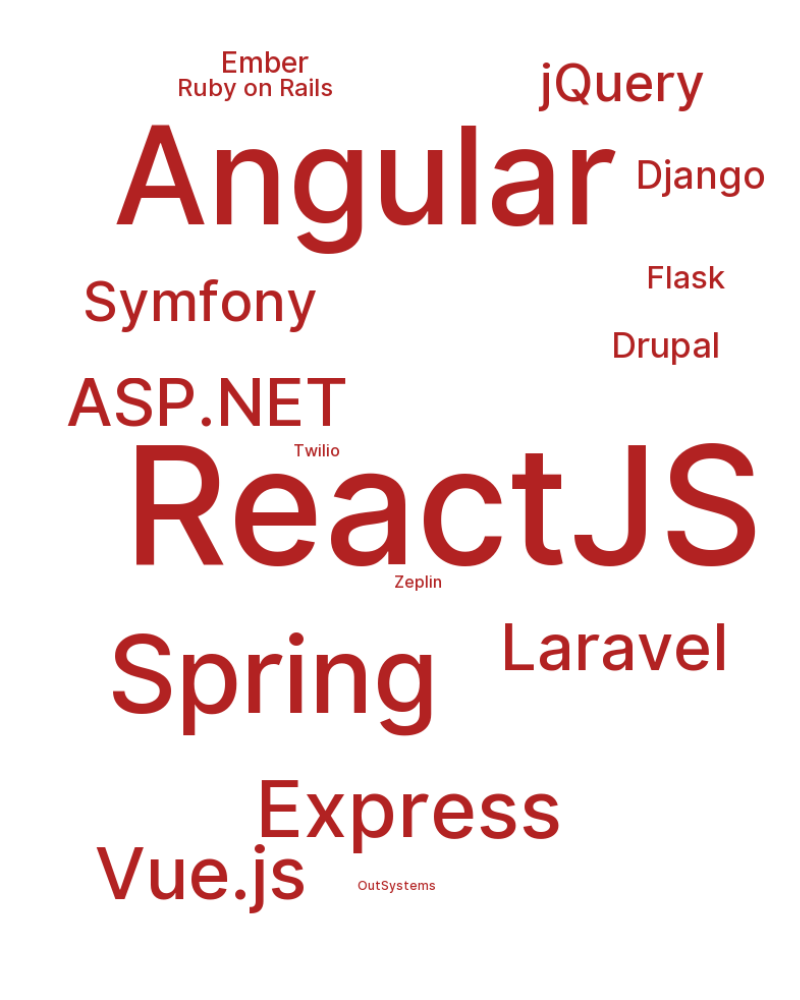 Ember
Ruby on Rails
jQuery
Angular
Django
Flask
Symfony
Drupal
ASP.NET
Twilio
ReactJS
Zeplin
Laravel
Spring
Express
Vue.js
OutSystems